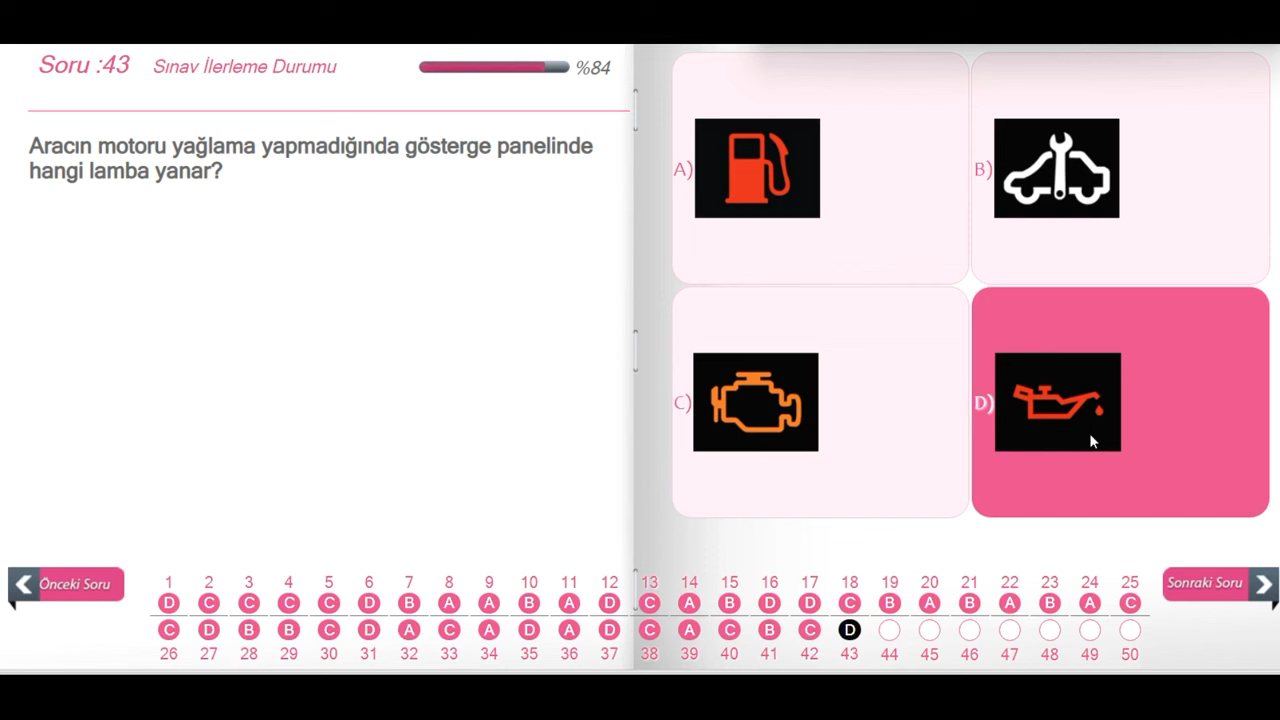 Soru :43 Sınav İlerleme Durumu %84
Aracın motoru yağlama yapmadığında gösterge panelinde
hangi lamba yanar?
A)
B)
C)
D)
Önceki Soru
1 2 3 4 5 6 7 8 9 10 11 12 13 14 15 16 17 18 19 20 21 22 23 24 25
D C C C C D B A A B A D C A B D D C B A B A B A C
C D B B C D A C A D A D C A C B C D
26 27 28 29 30 31 32 33 34 35 36 37 38 39 40 41 42 43 44 45 46 47 48 49 50
Sonraki Soru